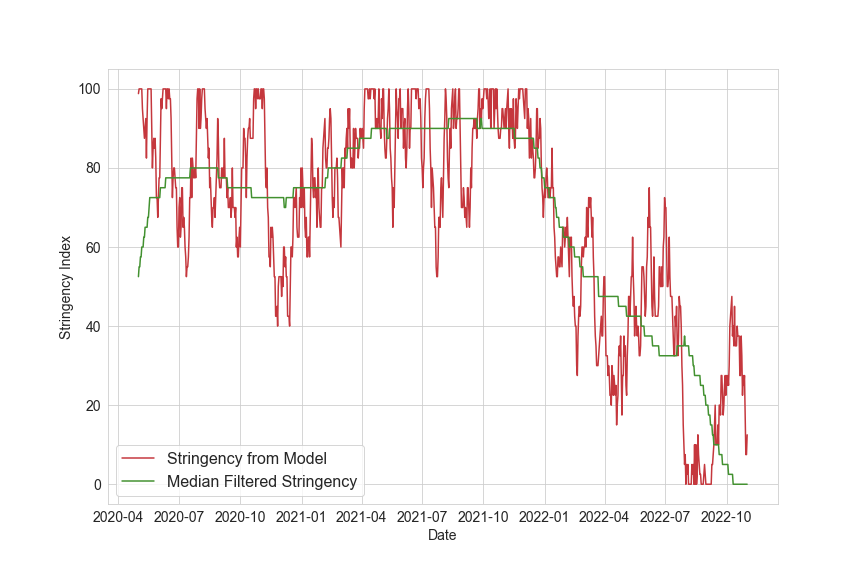 Stringency Index
100
80
60
40
20
0
Stringency from Model
Median Filtered Stringency
2020-04 2020-07 2020-10 2021-01 2021-04 2021-07 2021-10 2022-01 2022-04 2022-07 2022-10
Date